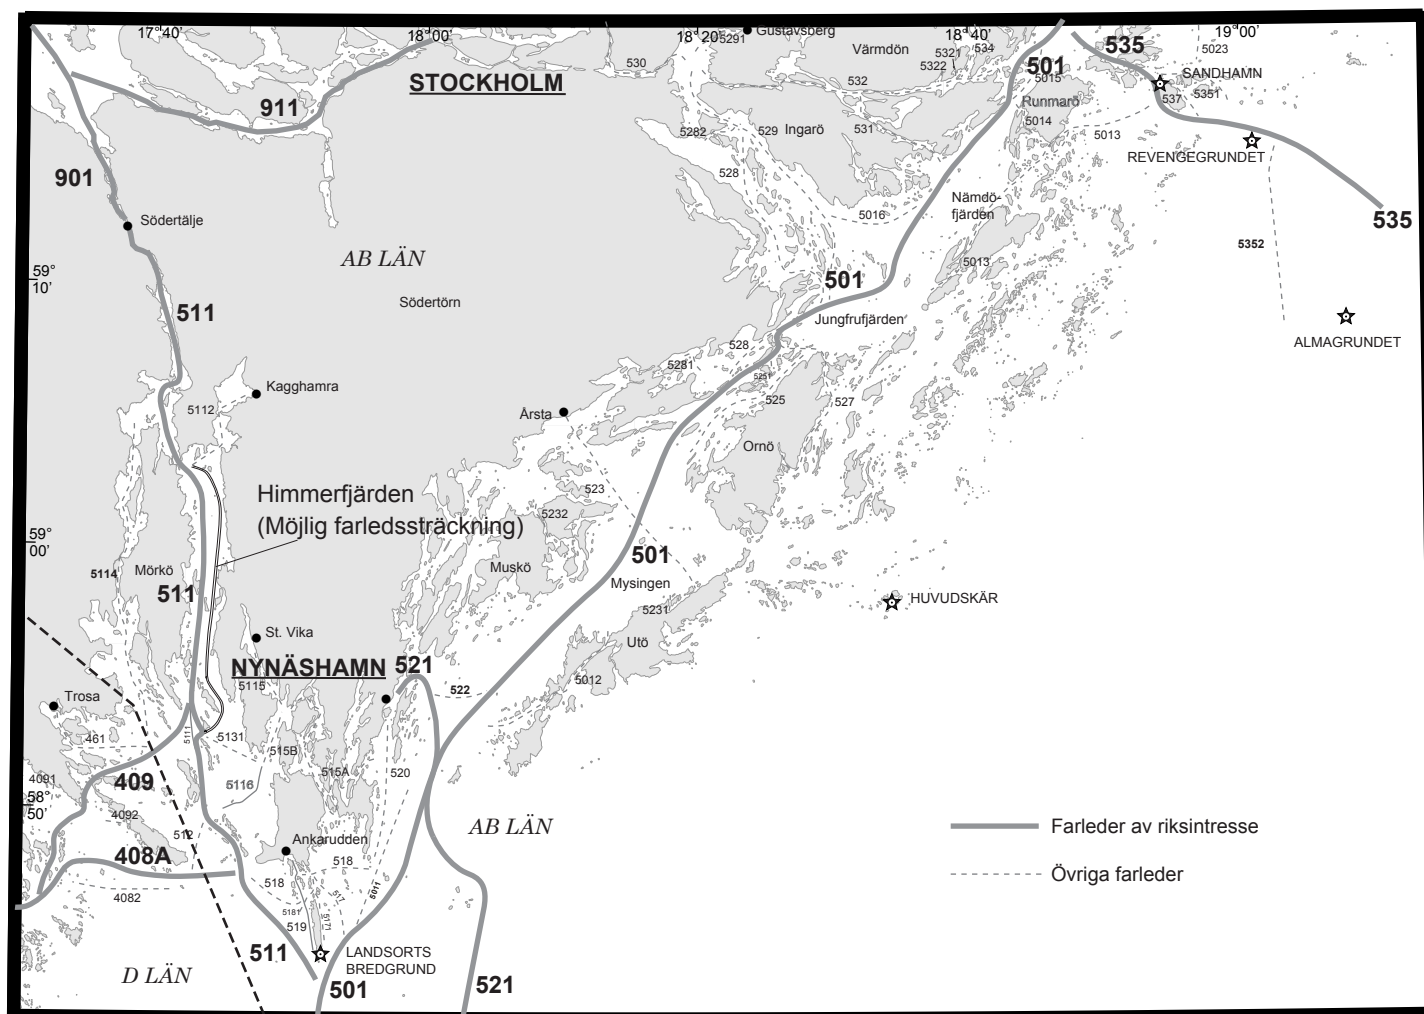 17°40'
18°00'
18°20'
18°40'
19°00'
5291
Gustavsberg
Värmdön
5321
534
5322
535
5023
501
5015
SANDHAMN
530
STOCKHOLM
532
Runmarö
537
5351
911
5282
529
Ingarö
531
5014
5013
REVENGEGRUNDET
901
528
Nämdö-
fjärden
5016
Södertälje
535
5352
AB LÄN
59°
10'
5013
501
Södertörn
511
Jungfrufjärden
ALMAGRUNDET
528
5281
5251
Kagghamra
5112
525
527
Årsta
Ornö
Himmerfjärden
(Möjlig farledssträckning)
523
5232
59°
00'
501
Muskö
Mysingen
5114
Mörkö
511
HUVUDSKÄR
5231
St. Vika
Utö
NYNÄSHAMN
521
5115
522
5012
Trosa
461
5111
5131
515B
515A
520
4091
409
5116
58°
50'
4092
512
AB LÄN
Farleder av riksintresse
Ankarudden
408A
518
Övriga farleder
518
4082
517
5011
5181
5171
519
511
LANDSORTS
BREDGRUND
D LÄN
501
521